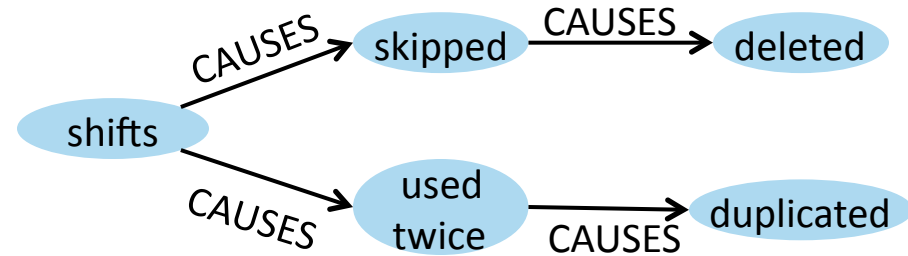 CAUSES
skipped
CAUSES
deleted
shifts
CAUSES
used
twice
CAUSES
duplicated